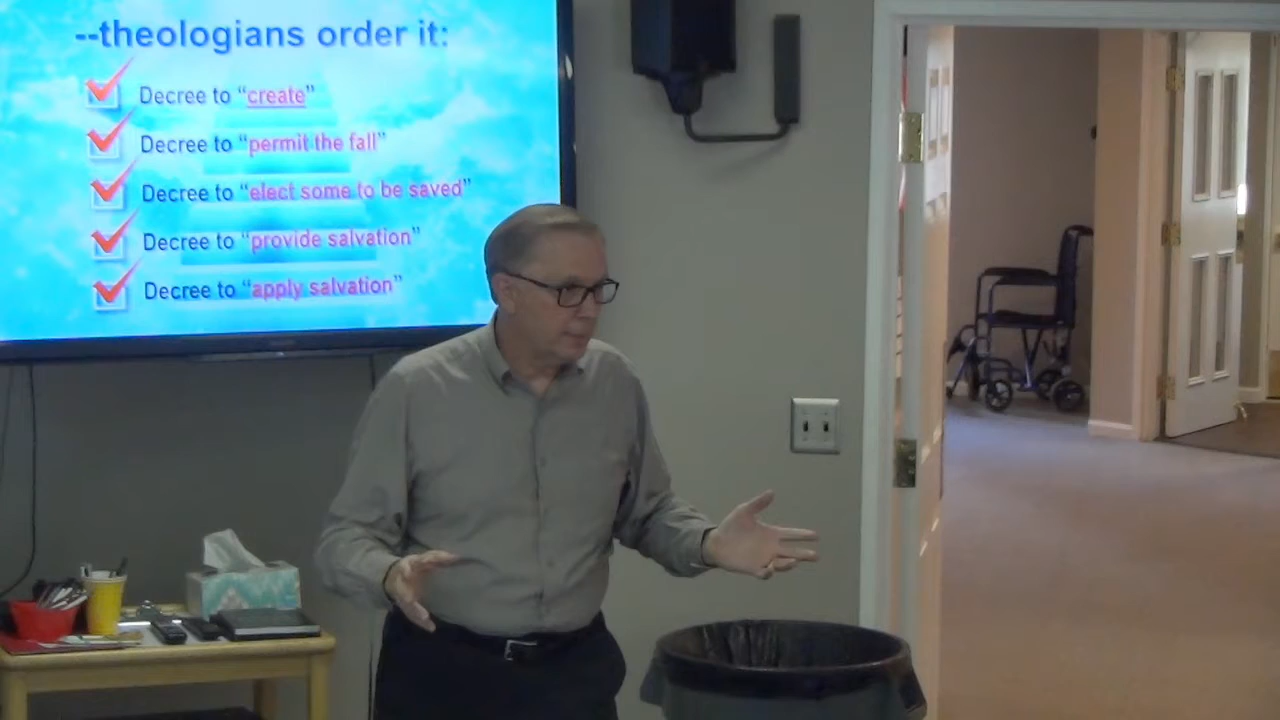 --theologians order it:
Decree to “create”
Decree to “permit the fall”
Decree to “elect some to be saved”
Decree to “provide salvation”
Decree to “apply salvation”